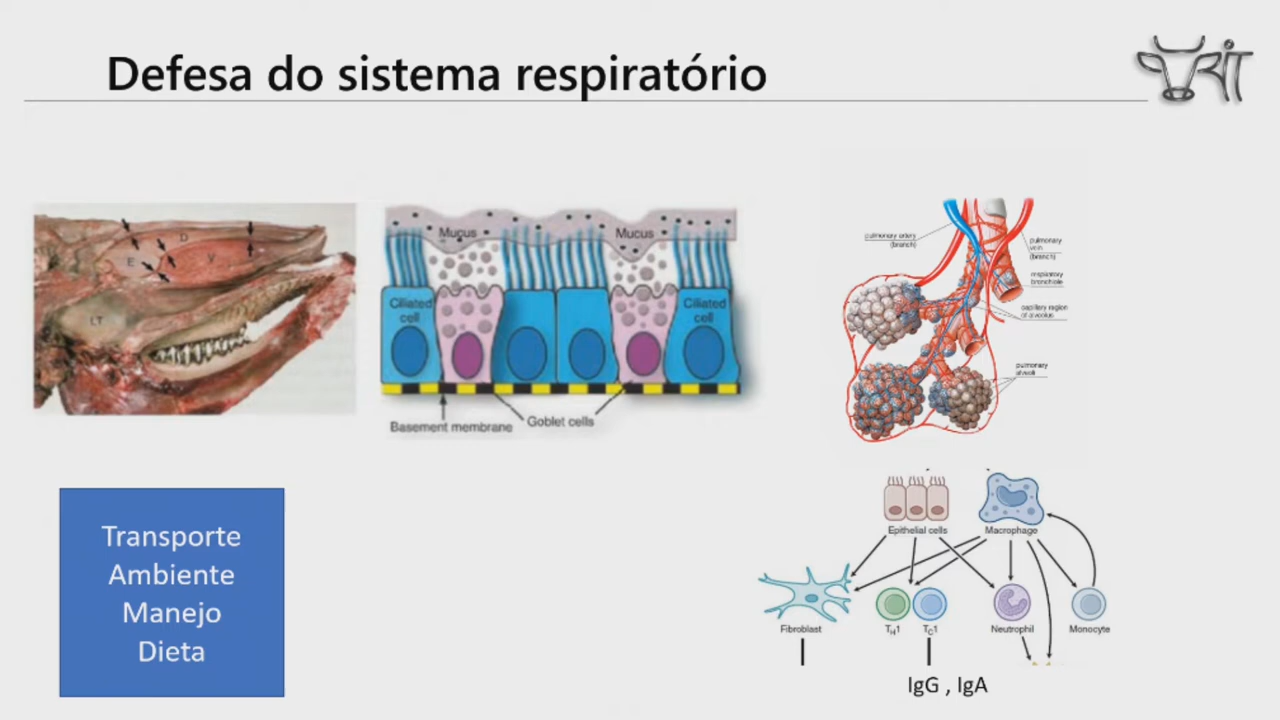 Defesa do sistema respiratório
D
E
LT
Mucus
Mucus
Ciliated
cell
Ciliated
cell
Basement membrane
Goblet cells
pulmonary artery
(branch)
pulmonary
vein
(branch)
respiratory
bronchiole
capillary region
of alveolus
pulmonary
alveoli
Transporte
Ambiente
Manejo
Dieta
Epithelial cells
Macrophage
Fibroblast
TH1
TC1
Neutrophil
Monocyte
IgG , IgA